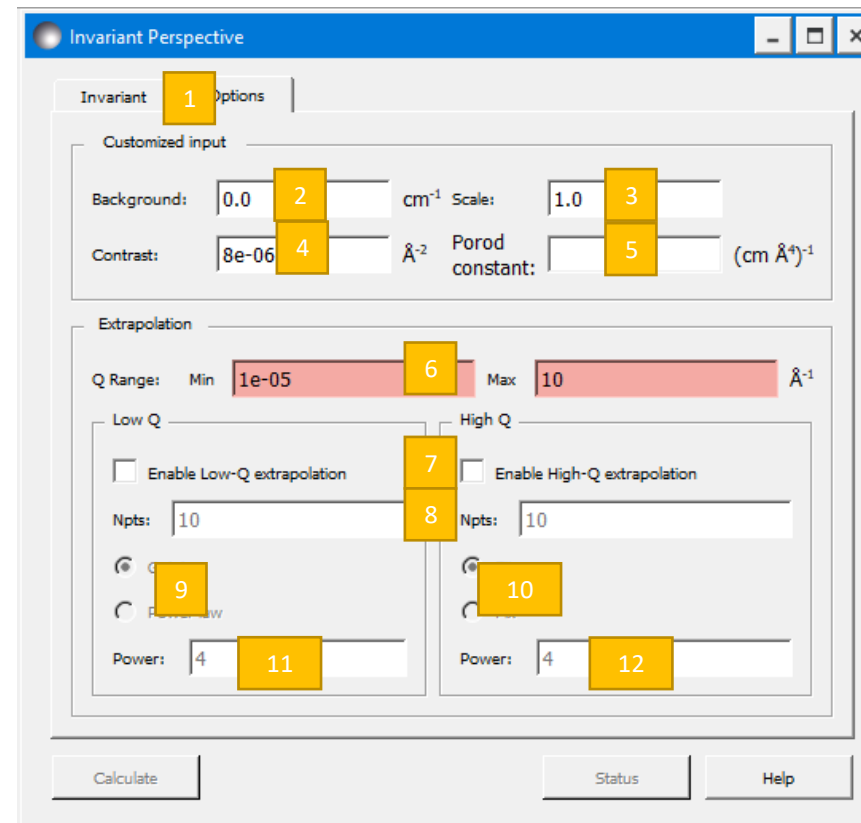 Invariant Perspective
Invariant 1 Options
Customized input
Background: 0.0 2 cm⁻¹ Scale: 1.0 3
Contrast: 8e-06 4 Å⁻² Porod constant: 5 (cm Å⁴)⁻¹
Extrapolation
Q Range: Min 1e-05 6 Max 10 Å⁻¹
Low Q High Q
Enable Low-Q extrapolation 7 Enable High-Q extrapolation
Npts: 10 8 Npts: 10
9 10
Power: 4 11 Power: 4 12
Calculate Status Help